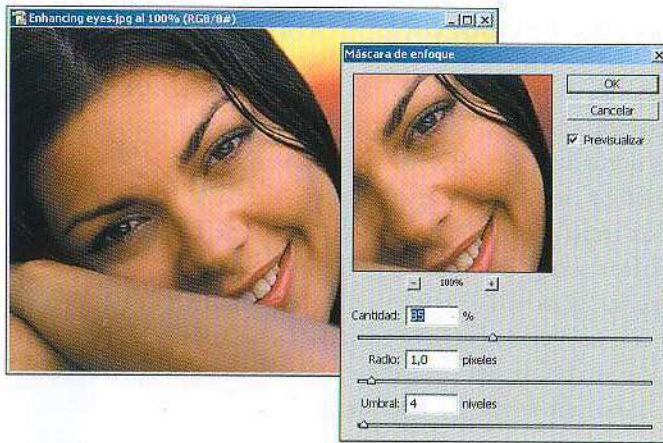 Enhancing eyes.jpg al 100% (RGB/8#)
Máscara de enfoque
OK
Cancelar
Previsualizar
100%
Cantidad: 85 %
Radio: 1,0 píxeles
Umbral: 4 niveles